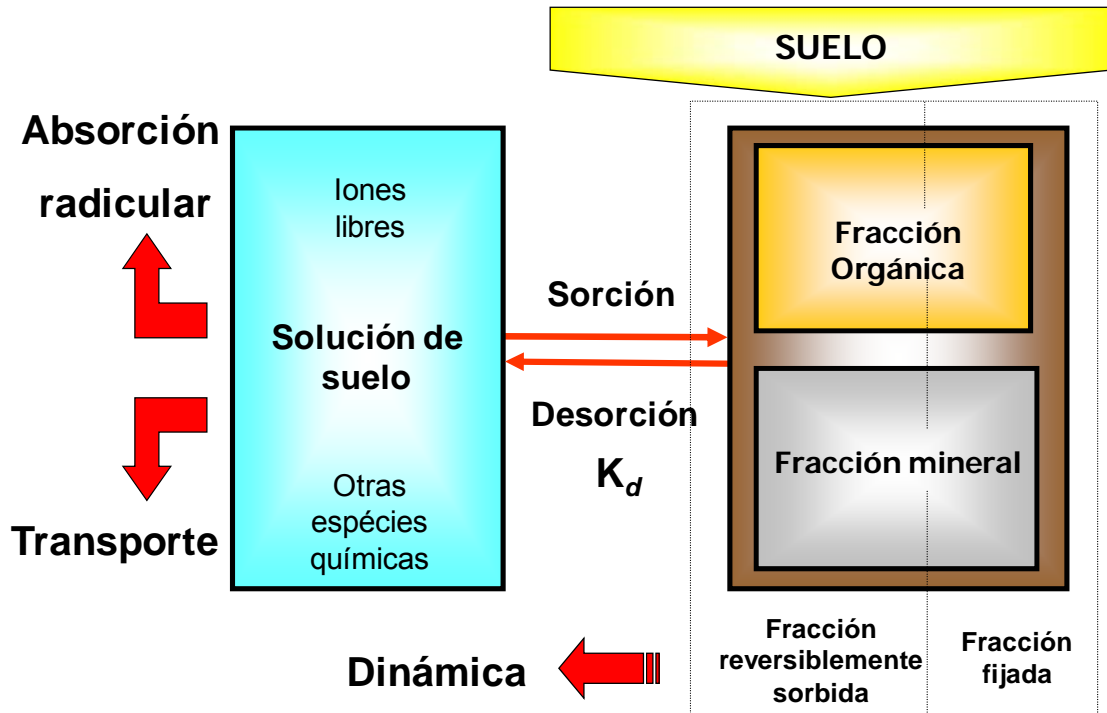 SUELO
Absorción
radicular
Iones
libres
Solución de
suelo
Otras
espécies
químicas
Transporte
Sorción
Desorción
K_d
Fracción
Orgánica
Fracción mineral
Dinámica
Fracción
reversiblemente
sorbida
Fracción
fijada